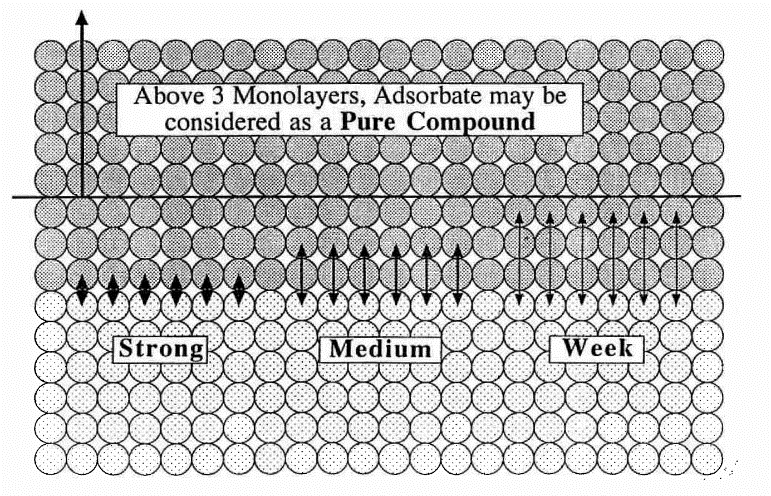 Above 3 Monolayers, Adsorbate may be
considered as a Pure Compound
Strong
Medium
Week